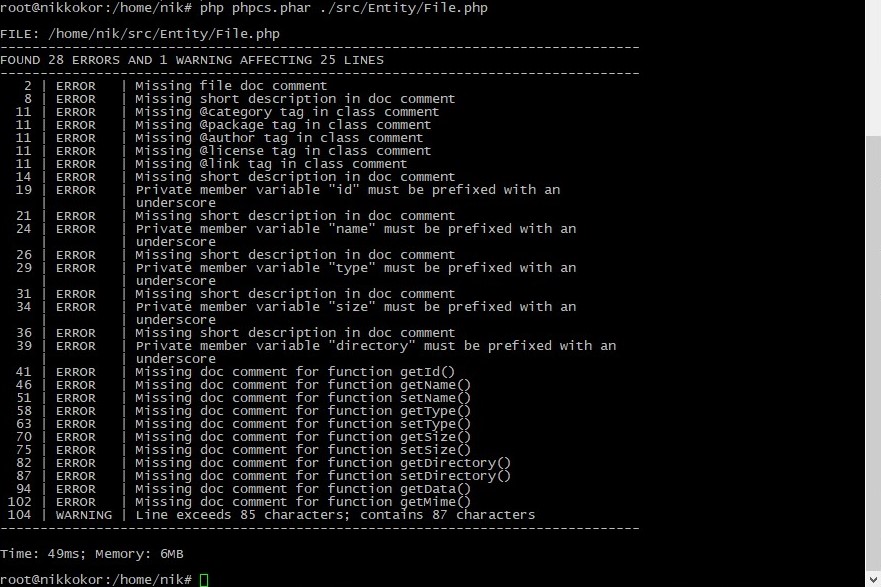 root@nikkokor:/home/nik# php phpcs.phar ./src/Entity/File.php
FILE: /home/nik/src/Entity/File.php
--------------------------------------------------------------------------------
FOUND 28 ERRORS AND 1 WARNING AFFECTING 25 LINES
--------------------------------------------------------------------------------
2 | ERROR | Missing file doc comment
8 | ERROR | Missing short description in doc comment
11 | ERROR | Missing @category tag in class comment
11 | ERROR | Missing @package tag in class comment
11 | ERROR | Missing @author tag in class comment
11 | ERROR | Missing @license tag in class comment
11 | ERROR | Missing @link tag in class comment
14 | ERROR | Missing short description in doc comment
19 | ERROR | Private member variable "id" must be prefixed with an
| | underscore
21 | ERROR | Missing short description in doc comment
24 | ERROR | Private member variable "name" must be prefixed with an
| | underscore
26 | ERROR | Missing short description in doc comment
29 | ERROR | Private member variable "type" must be prefixed with an
| | underscore
31 | ERROR | Missing short description in doc comment
34 | ERROR | Private member variable "size" must be prefixed with an
| | underscore
36 | ERROR | Missing short description in doc comment
39 | ERROR | Private member variable "directory" must be prefixed with an
| | underscore
41 | ERROR | Missing doc comment for function getId()
46 | ERROR | Missing doc comment for function getName()
51 | ERROR | Missing doc comment for function setName()
58 | ERROR | Missing doc comment for function getType()
63 | ERROR | Missing doc comment for function setType()
70 | ERROR | Missing doc comment for function getSize()
75 | ERROR | Missing doc comment for function setSize()
82 | ERROR | Missing doc comment for function getDirectory()
87 | ERROR | Missing doc comment for function setDirectory()
94 | ERROR | Missing doc comment for function getData()
102 | ERROR | Missing doc comment for function getMime()
104 | WARNING | Line exceeds 85 characters; contains 87 characters
--------------------------------------------------------------------------------
Time: 49ms; Memory: 6MB
root@nikkokor:/home/nik#